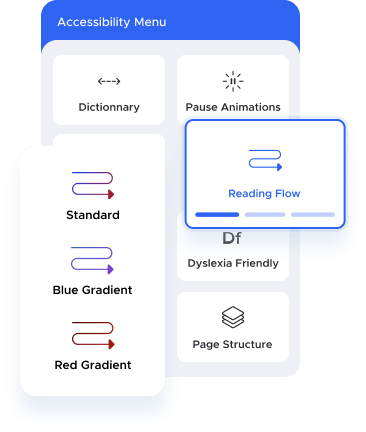 Accessibility Menu
Dictionnary
Pause Animations
Reading Flow
Standard
Df
Dyslexia Friendly
Blue Gradient
Page Structure
Red Gradient